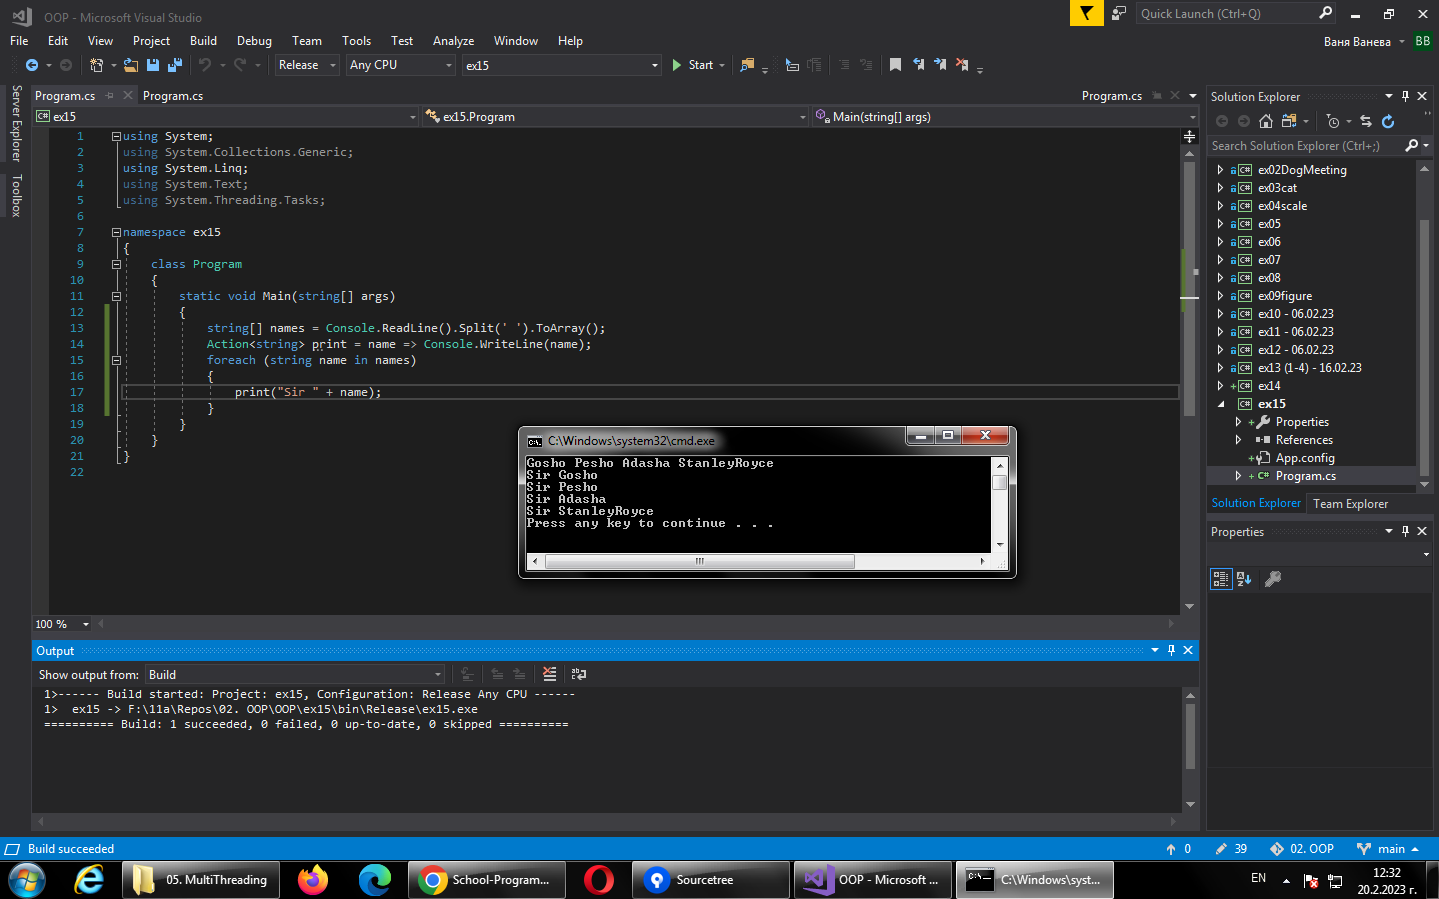 OOP - Microsoft Visual Studio
Quick Launch (Ctrl+Q)
File Edit View Project Build Debug Team Tools Test Analyze Window Help
Ваня Ванева BB
Release Any CPU ex15 Start
Server Explorer
Toolbox
Program.cs Program.cs Program.cs
ex15 ex15.Program Main(string[] args)
1 using System;
2 using System.Collections.Generic;
3 using System.Linq;
4 using System.Text;
5 using System.Threading.Tasks;
6
7 namespace ex15
8 {
9 class Program
10 {
11 static void Main(string[] args)
12 {
13 string[] names = Console.ReadLine().Split(' ').ToArray();
14 Action<string> print = name => Console.WriteLine(name);
15 foreach (string name in names)
16 {
17 print("Sir " + name);
18 }
19 }
20 }
21 }
22
100 %
C:\Windows\system32\cmd.exe
Gosho Pesho Adasha StanleyRoyce
Sir Gosho
Sir Pesho
Sir Adasha
Sir StanleyRoyce
Press any key to continue . . .
Solution Explorer
Search Solution Explorer (Ctrl+;)
C# ex02DogMeeting
C# ex03cat
C# ex04scale
C# ex05
C# ex06
C# ex07
C# ex08
C# ex09figure
C# ex10 - 06.02.23
C# ex11 - 06.02.23
C# ex12 - 06.02.23
C# ex13 (1-4) - 16.02.23
C# ex14
C# ex15
Properties
References
App.config
C# Program.cs
Solution Explorer Team Explorer
Properties
Output
Show output from: Build
1>------ Build started: Project: ex15, Configuration: Release Any CPU ------
1> ex15 -> F:\11a\Repos\02. OOP\OOP\ex15\bin\Release\ex15.exe
========== Build: 1 succeeded, 0 failed, 0 up-to-date, 0 skipped ==========
Build succeeded 0 39 02. OOP main
05. MultiThreading School-Program... Sourcetree OOP - Microsoft ... C:\Windows\syst... EN 12:32
20.2.2023 г.